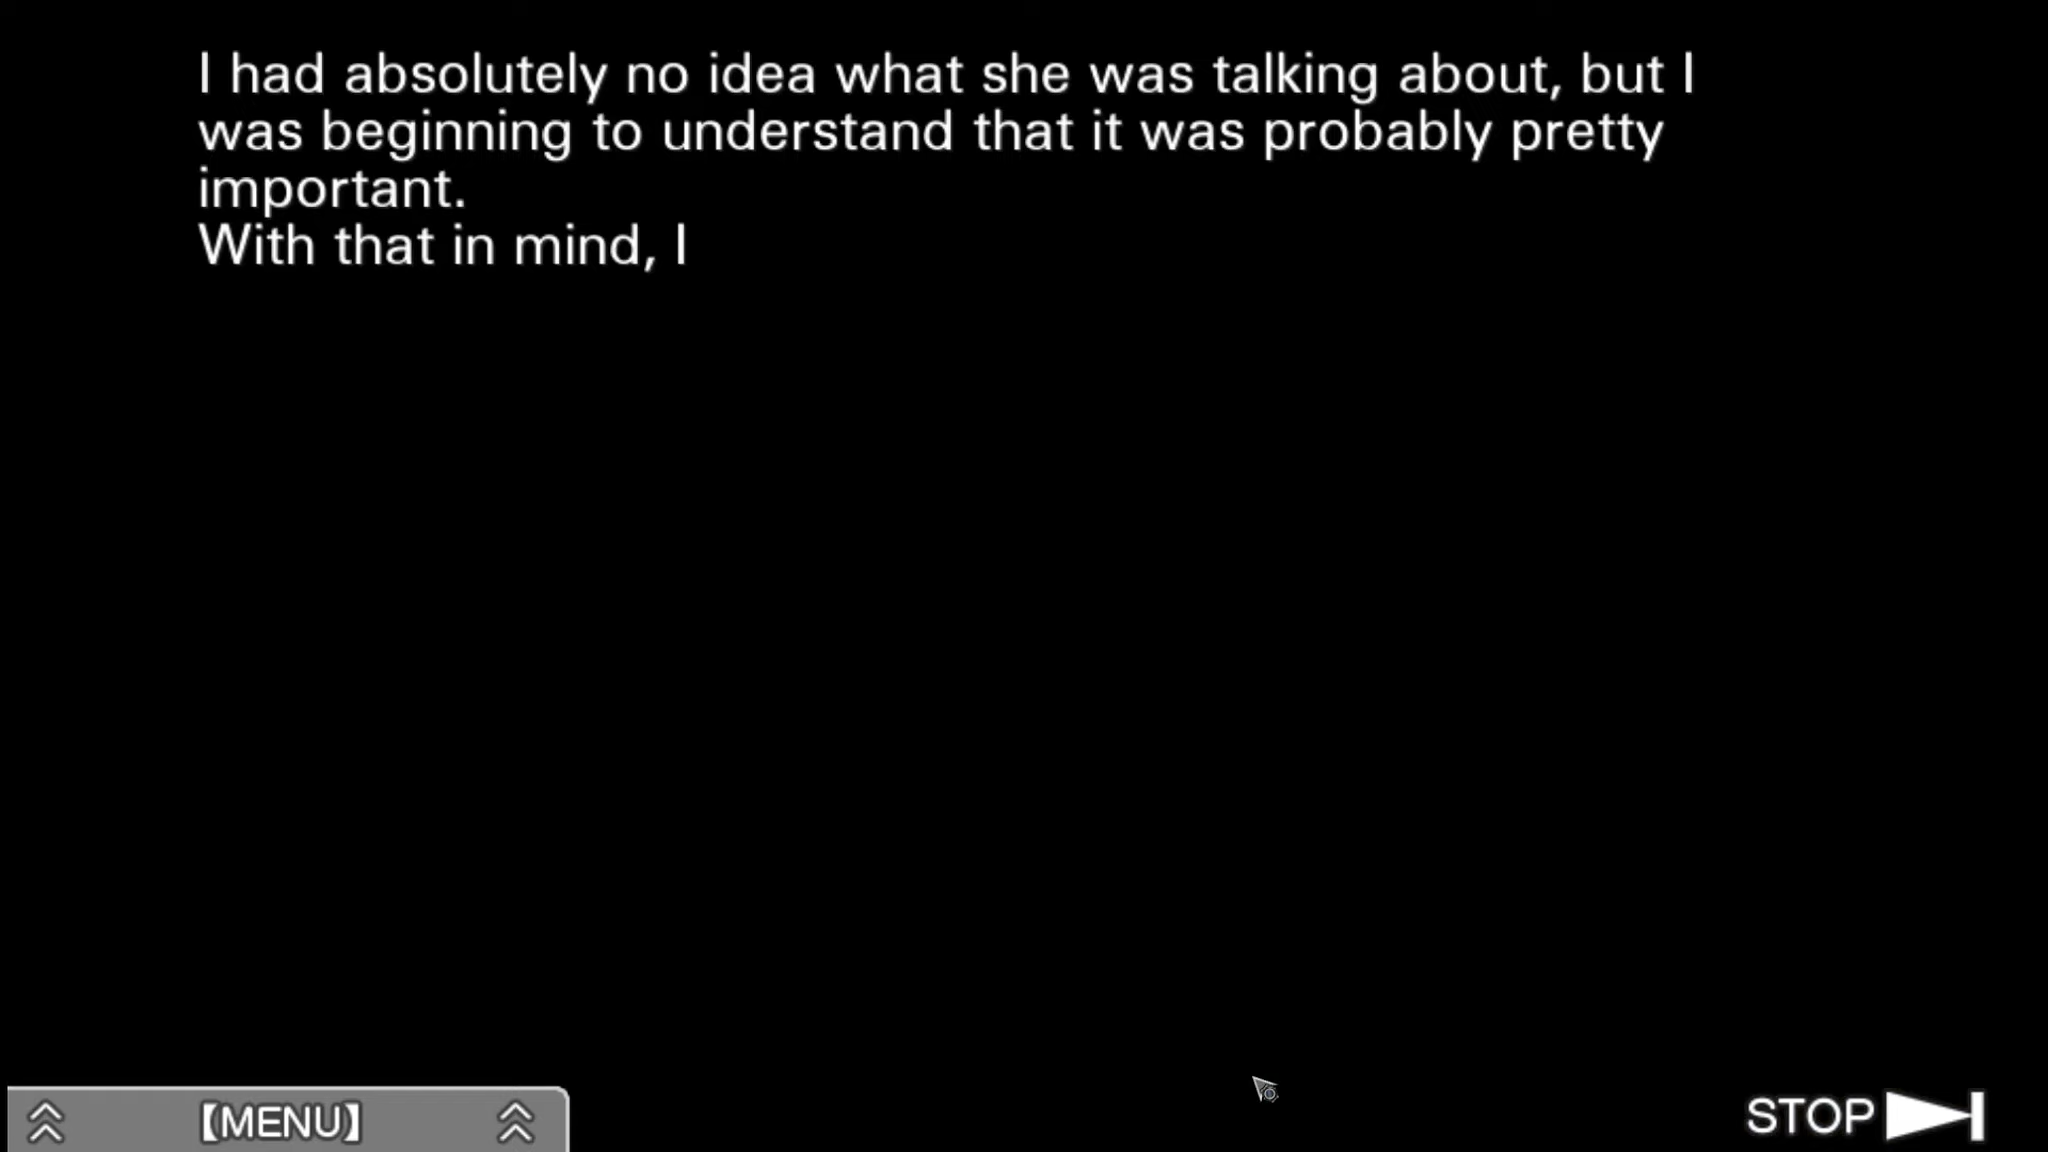 I had absolutely no idea what she was talking about, but I
was beginning to understand that it was probably pretty
important.
With that in mind, I
【MENU】
STOP